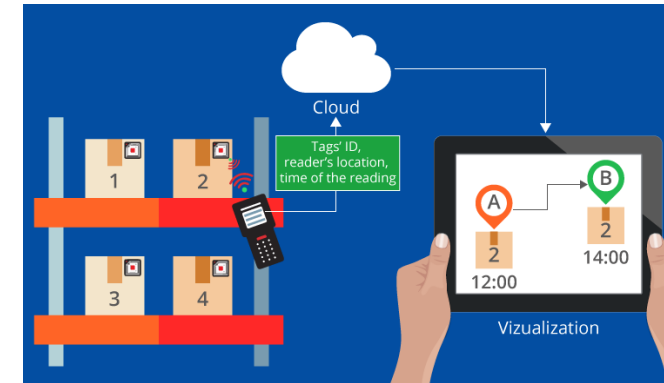 Cloud
Tags' ID,
reader's location,
time of the reading
1
2
3
4
A
B
2
2
12:00
14:00
Vizualization